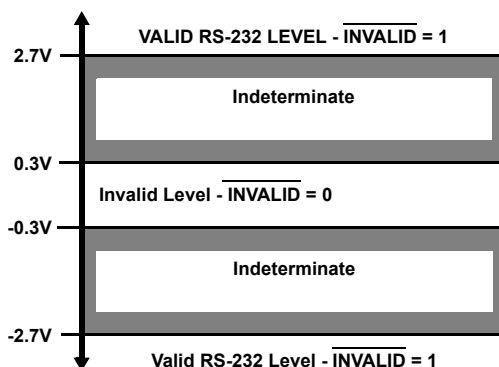 VALID RS-232 LEVEL - INVALID = 1
2.7V
Indeterminate
0.3V
Invalid Level - INVALID = 0
-0.3V
Indeterminate
-2.7V
Valid RS-232 Level - INVALID = 1